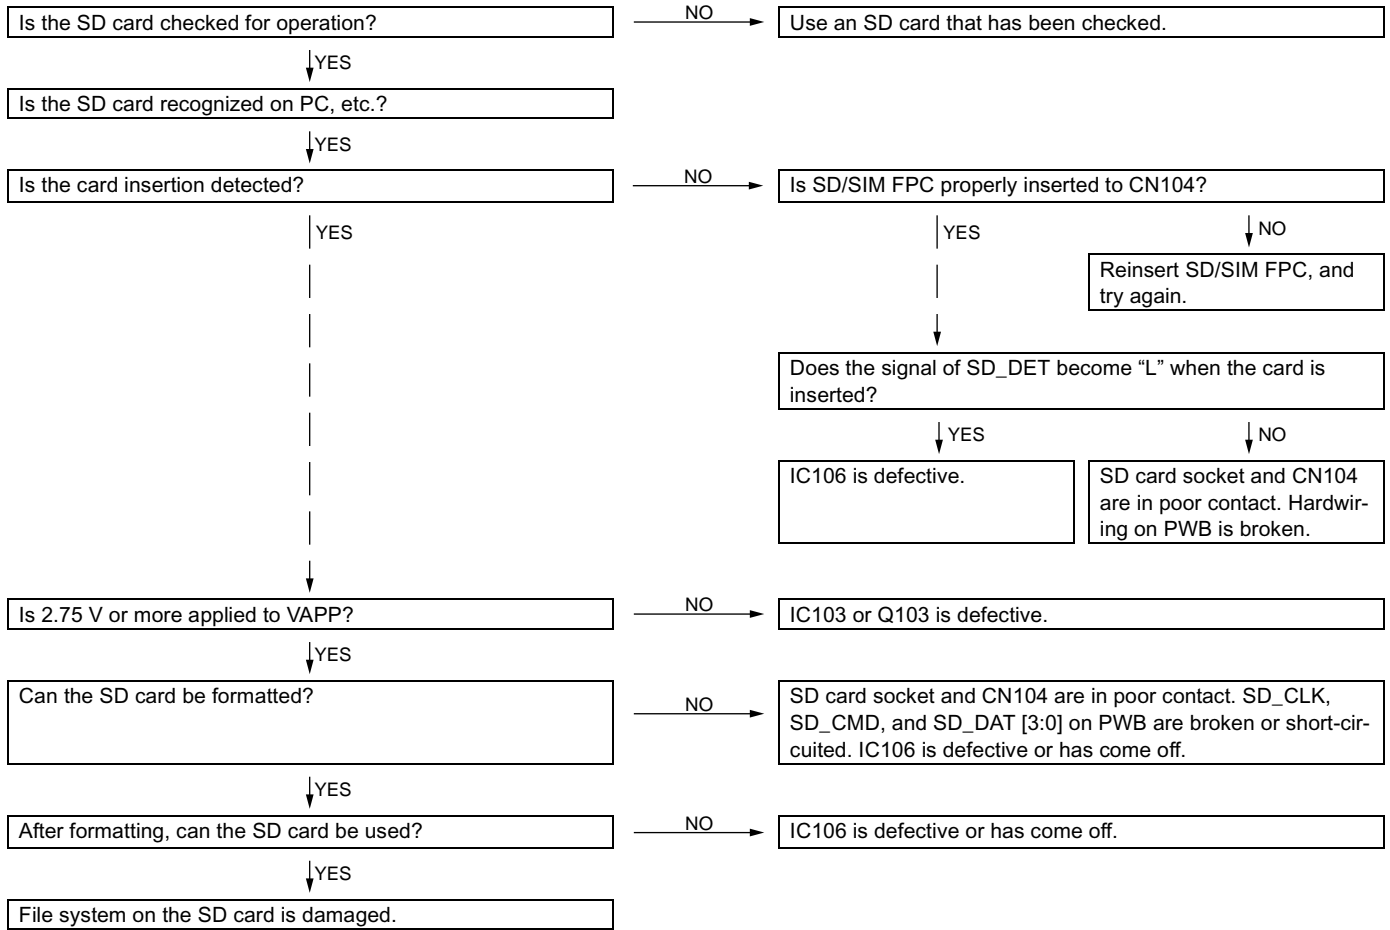 Is the SD card checked for operation?
NO
Use an SD card that has been checked.
YES
Is the SD card recognized on PC, etc.?
YES
Is the card insertion detected?
NO
Is SD/SIM FPC properly inserted to CN104?
YES
YES
NO
Reinsert SD/SIM FPC, and
try again.
Does the signal of SD_DET become “L” when the card is
inserted?
YES
NO
IC106 is defective.
SD card socket and CN104
are in poor contact. Hardwir-
ing on PWB is broken.
Is 2.75 V or more applied to VAPP?
NO
IC103 or Q103 is defective.
YES
Can the SD card be formatted?
NO
SD card socket and CN104 are in poor contact. SD_CLK,
SD_CMD, and SD_DAT [3:0] on PWB are broken or short-cir-
cuited. IC106 is defective or has come off.
YES
After formatting, can the SD card be used?
NO
IC106 is defective or has come off.
YES
File system on the SD card is damaged.